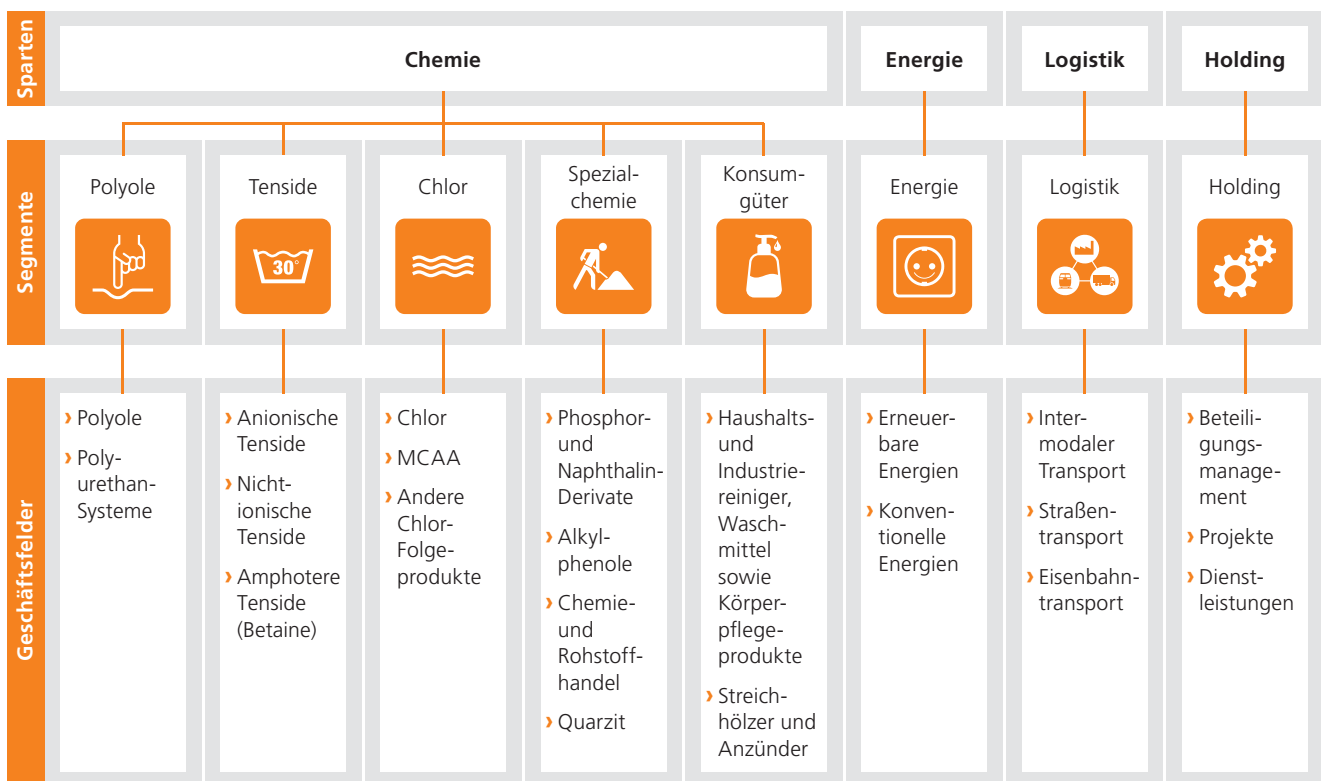 Sparten
Chemie
Energie
Logistik
Holding
Segmente
Polyole
Tenside
30°
Chlor
Spezial-
chemie
Konsum-
güter
Energie
Logistik
Holding
Geschäftsfelder
› Polyole
› Poly-
urethan-
Systeme
› Anionische
Tenside
› Nicht-
ionische
Tenside
› Amphotere
Tenside
(Betaine)
› Chlor
› MCAA
› Andere
Chlor-
Folge-
produkte
› Phosphor-
und
Naphthalin-
Derivate
› Alkyl-
phenole
› Chemie-
und
Rohstoff-
handel
› Quarzit
› Haushalts-
und
Industrie-
reiniger,
Wasch-
mittel
sowie
Körper-
pflege-
produkte
› Streich-
hölzer und
Anzünder
› Erneuer-
bare
Energien
› Konven-
tionelle
Energien
› Inter-
modaler
Transport
› Straßen-
transport
› Eisenbahn-
transport
› Beteili-
gungs-
manage-
ment
› Projekte
› Dienst-
leistungen